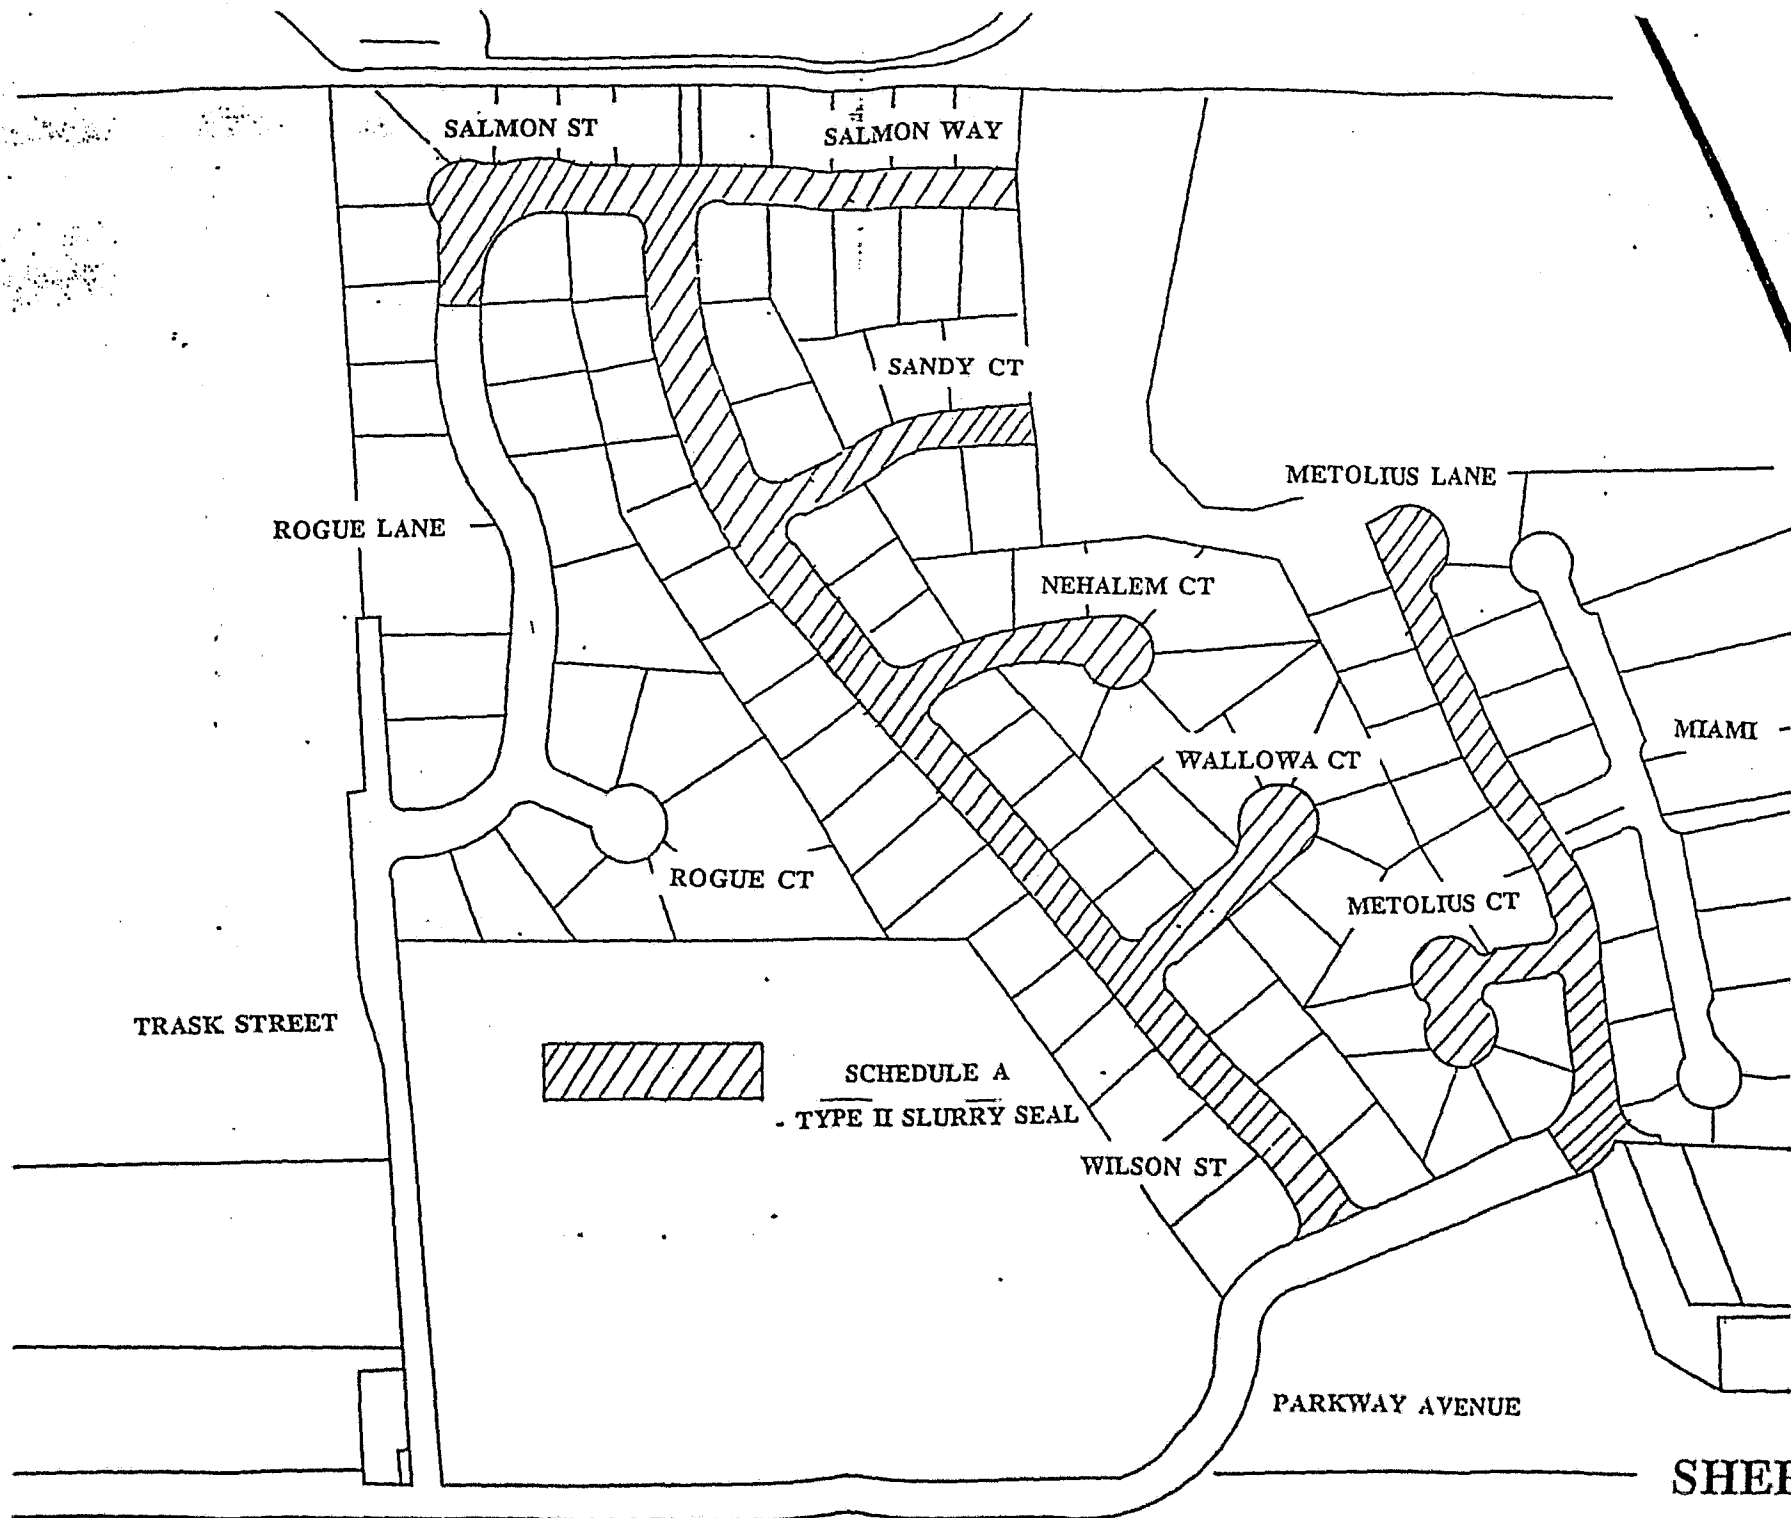 SALMON ST
SALMON WAY
SANDY CT
METOLIUS LANE
ROGUE LANE
NEHALEM CT
MIAMI
WALLOWA CT
ROGUE CT
METOLIUS CT
TRASK STREET
SCHEDULE A
- TYPE II SLURRY SEAL
WILSON ST
PARKWAY AVENUE